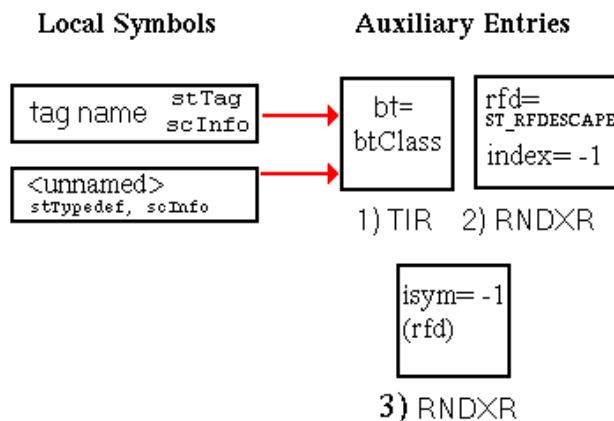 Local Symbols
Auxiliary Entries
tag name
stTag
scInfo
<unnamed>
stTypedef, scInfo
bt=
btClass
rfd=
ST_RFDESCAPE
index= -1
1) TIR
2) RNDXR
isym= -1
(rfd)
3) RNDXR